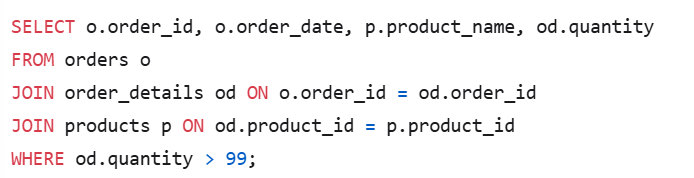 SELECT o.order_id, o.order_date, p.product_name, od.quantity
FROM orders o
JOIN order_details od ON o.order_id = od.order_id
JOIN products p ON od.product_id = p.product_id
WHERE od.quantity > 99;